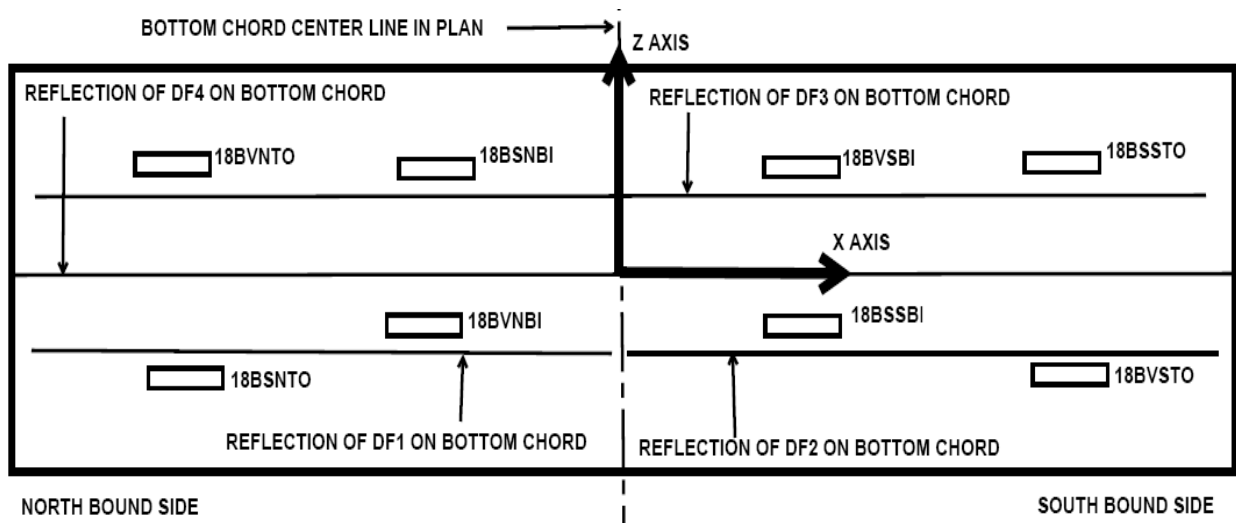 BOTTOM CHORD CENTER LINE IN PLAN
Z AXIS
REFLECTION OF DF4 ON BOTTOM CHORD
REFLECTION OF DF3 ON BOTTOM CHORD
18BVNTO
18BSNBI
18BVSBI
18BSSTO
X AXIS
18BVNBI
18BSSBI
18BSNTO
18BVSTO
REFLECTION OF DF1 ON BOTTOM CHORD
REFLECTION OF DF2 ON BOTTOM CHORD
NORTH BOUND SIDE
SOUTH BOUND SIDE